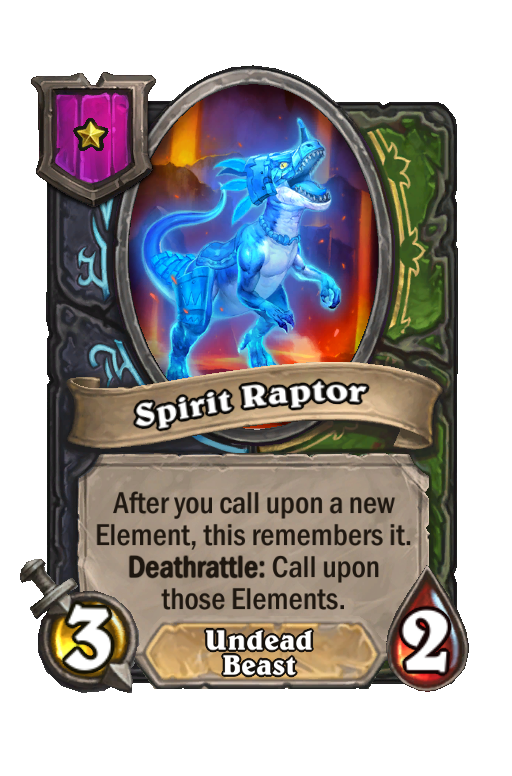 Spirit Raptor
After you call upon a new
Element, this remembers it.
Deathrattle: Call upon
those Elements.
3
Undead
Beast
2